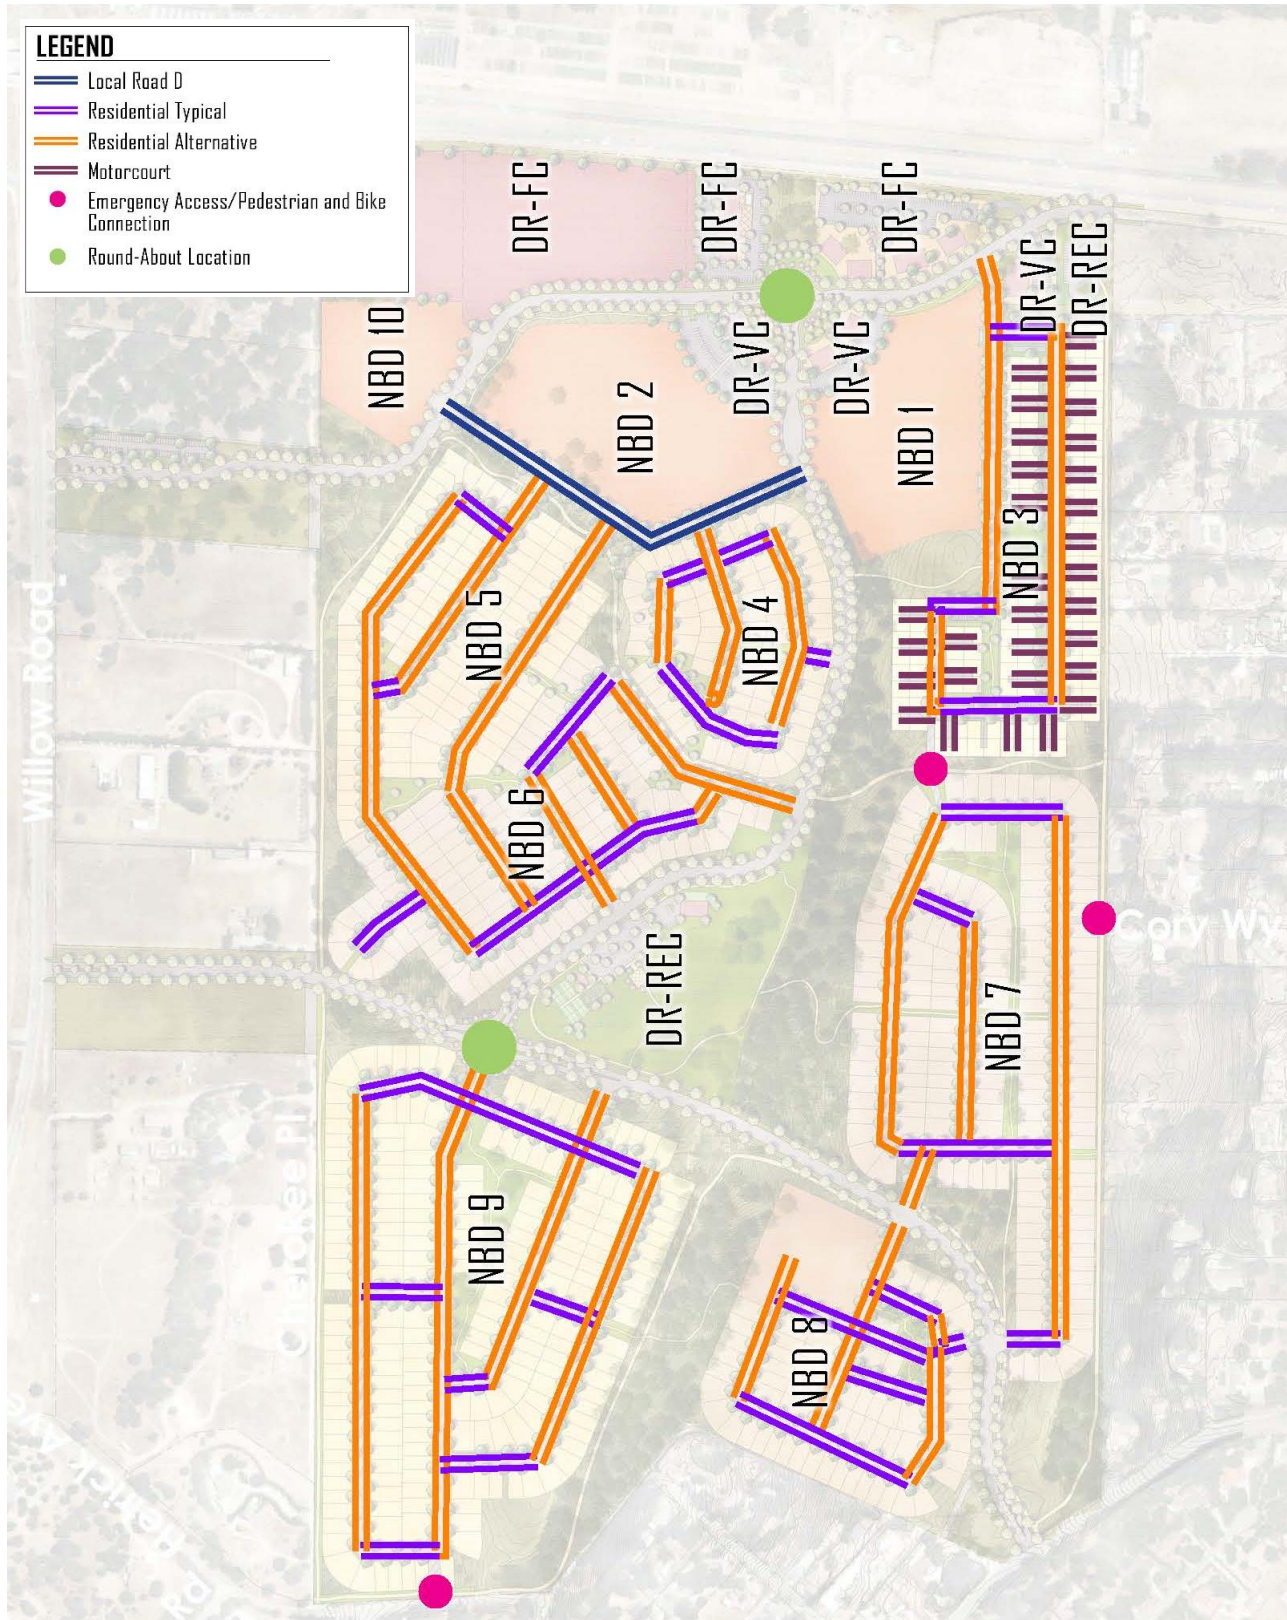 LEGEND
Local Road D
Residential Typical
Residential Alternative
Motorcourt
Emergency Access/Pedestrian and Bike
Connection
Round-About Location
DR-FC
DR-FC
DR-FC
DR-VC
DR-REC
NBD 10
NBD 2
DR-VC
DR-VC
NBD 1
NBD 3
NBD 5
NBD 4
Willow Road
NBD 6
DR-REC
Cory Wy
NBD 7
Cherokee Pl
NBD 9
NBD 8